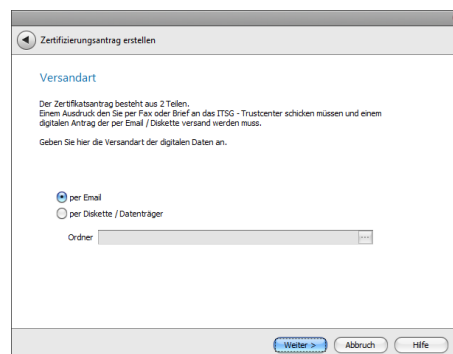 Zertifizierungsantrag erstellen
Versandart
Der Zertifikatsantrag besteht aus 2 Teilen.
Einem Ausdruck den Sie per Fax oder Brief an das ITSG - Trustcenter schicken müssen und einem
digitalen Antrag der per Email / Diskette versand werden muss.
Geben Sie hier die Versandart der digitalen Daten an.
per Email
per Diskette / Datenträger
Ordner
...
Weiter > Abbruch Hilfe